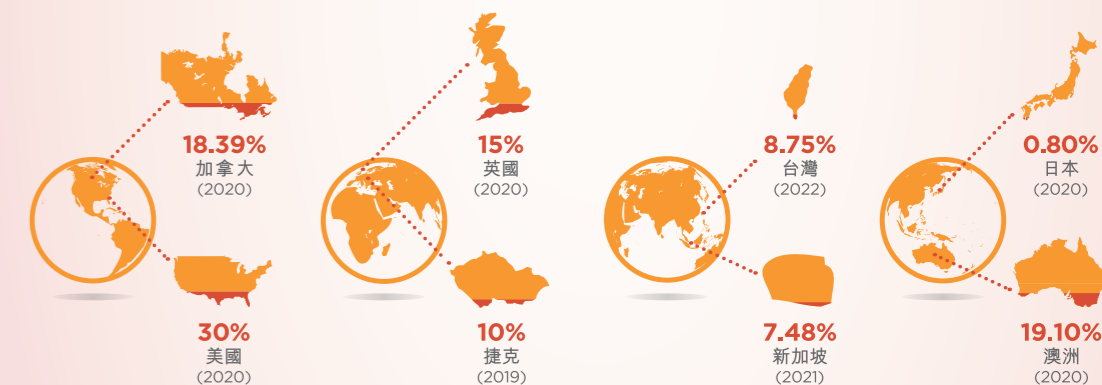 18.39%
加拿大
(2020)
15%
英國
(2020)
8.75%
台灣
(2022)
0.80%
日本
(2020)
30%
美國
(2020)
10%
捷克
(2019)
7.48%
新加坡
(2021)
19.10%
澳洲
(2020)